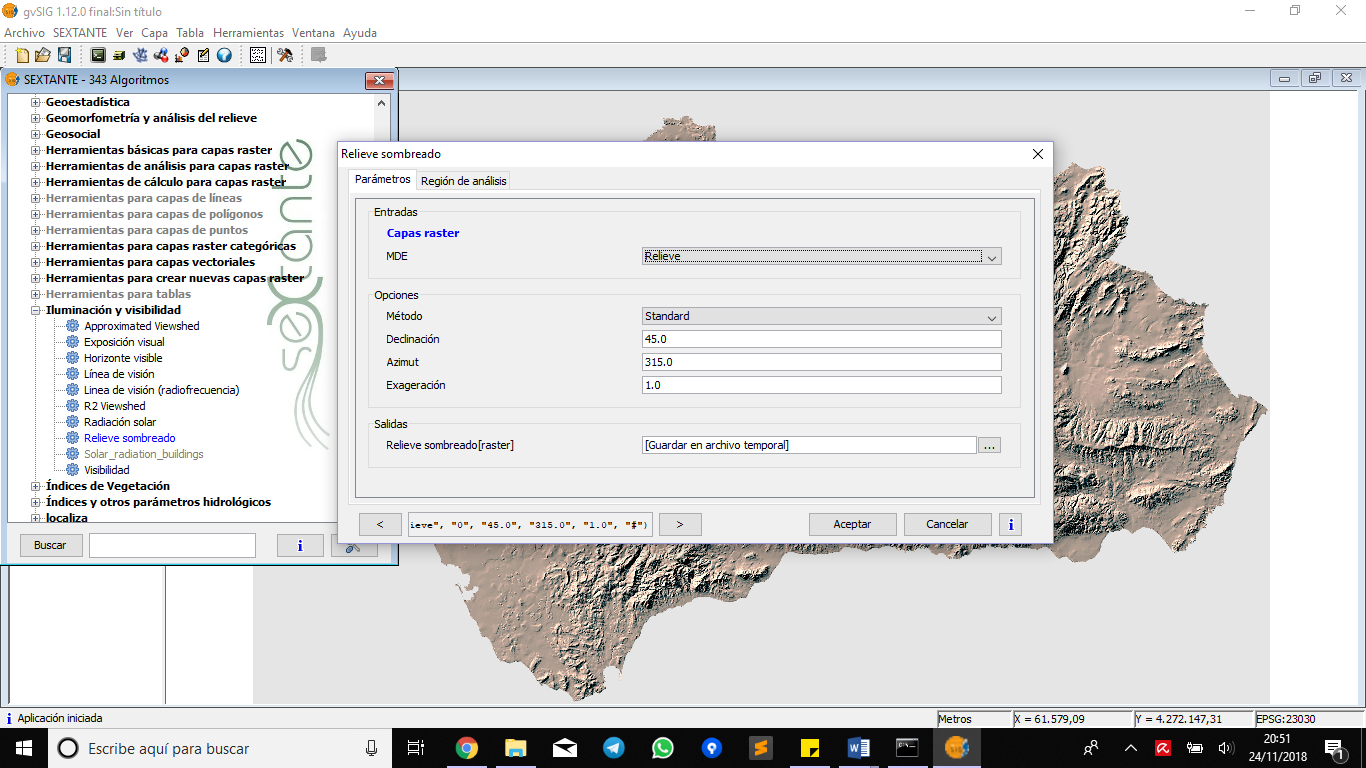 gvSIG 1.12.0 final:Sin título
Archivo SEXTANTE Ver Capa Tabla Herramientas Ventana Ayuda
SEXTANTE - 343 Algoritmos
Geoestadística
Geomorfometría y análisis del relieve
Geosocial
Herramientas básicas para capas raster
Herramientas de análisis para capas raster
Herramientas de cálculo para capas raster
Herramientas para capas de líneas
Herramientas para capas de polígonos
Herramientas para capas de puntos
Herramientas para capas raster categóricas
Herramientas para capas vectoriales
Herramientas para crear nuevas capas raster
Herramientas para tablas
Iluminación y visibilidad
Approximated Viewshed
Exposición visual
Horizonte visible
Línea de visión
Linea de visión (radiofrecuencia)
R2 Viewshed
Radiación solar
Relieve sombreado
Solar_radiation_buildings
Visibilidad
Índices de Vegetación
Índices y otros parámetros hidrológicos
localiza
sextante
Buscar
i
Relieve sombreado
Parámetros Región de análisis
Entradas
Capas raster
MDE Relieve
Opciones
Método Standard
Declinación 45.0
Azimut 315.0
Exageración 1.0
Salidas
Relieve sombreado[raster] [Guardar en archivo temporal] ...
< ieve", "0", "45.0", "315.0", "1.0", "#") > Aceptar Cancelar i
i Aplicación iniciada Metros X = 61.579,09 Y = 4.272.147,31 EPSG:23030
Escribe aquí para buscar
20:51
24/11/2018
1